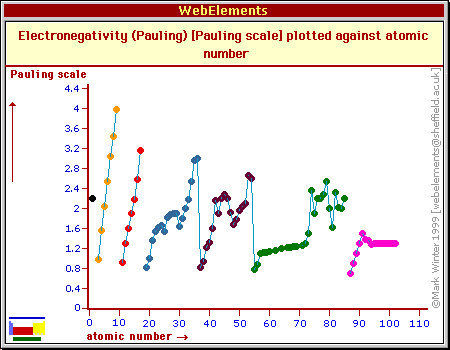 WebElements
Electronegativity (Pauling) [Pauling scale] plotted against atomic
number
Pauling scale
4.4
4
3.6
3.2
2.8
2.4
2
1.6
1.2
0.8
0.4
0
0 10 20 30 40 50 60 70 80 90 100 110
atomic number →
©Mark Winter 1999 [webelements@sheffield.ac.uk]